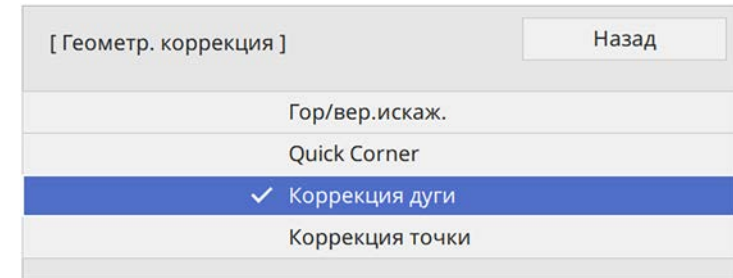 [ Геометр. коррекция ]
Назад
Гор/вер.искаж.
Quick Corner
Коррекция дуги
Коррекция точки